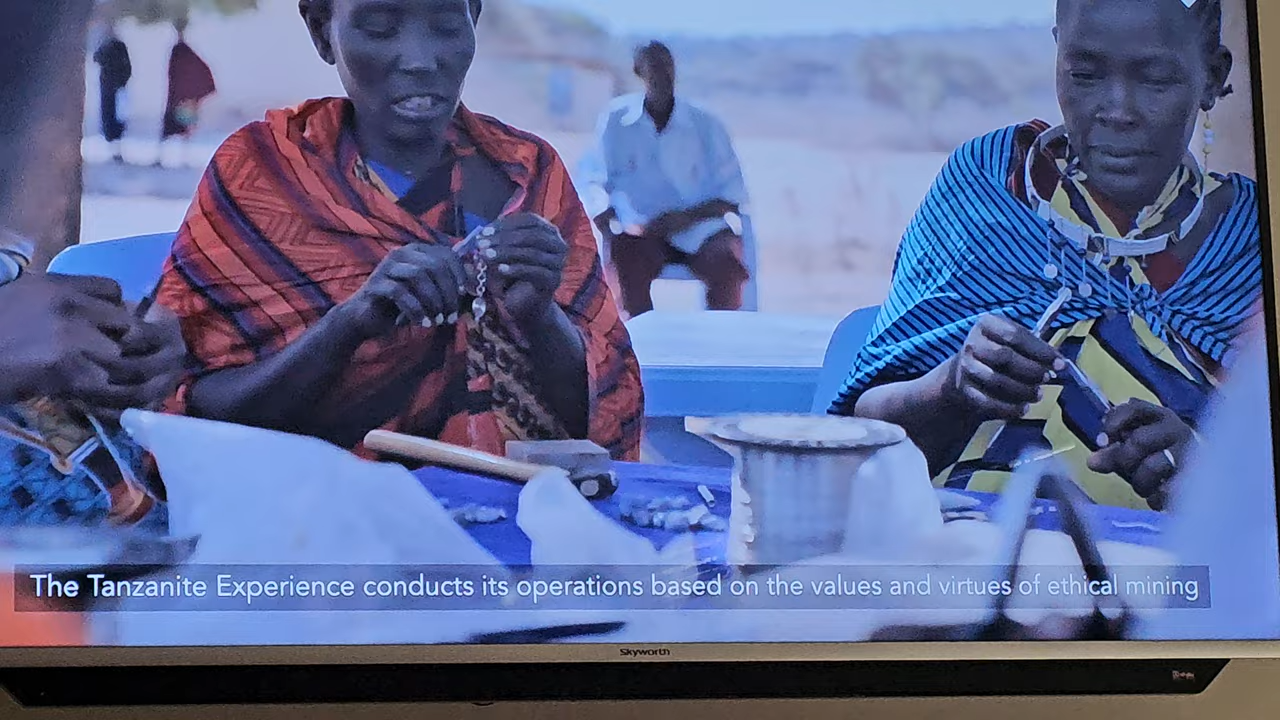 The Tanzanite Experience conducts its operations based on the values and virtues of ethical mining
Skyworth